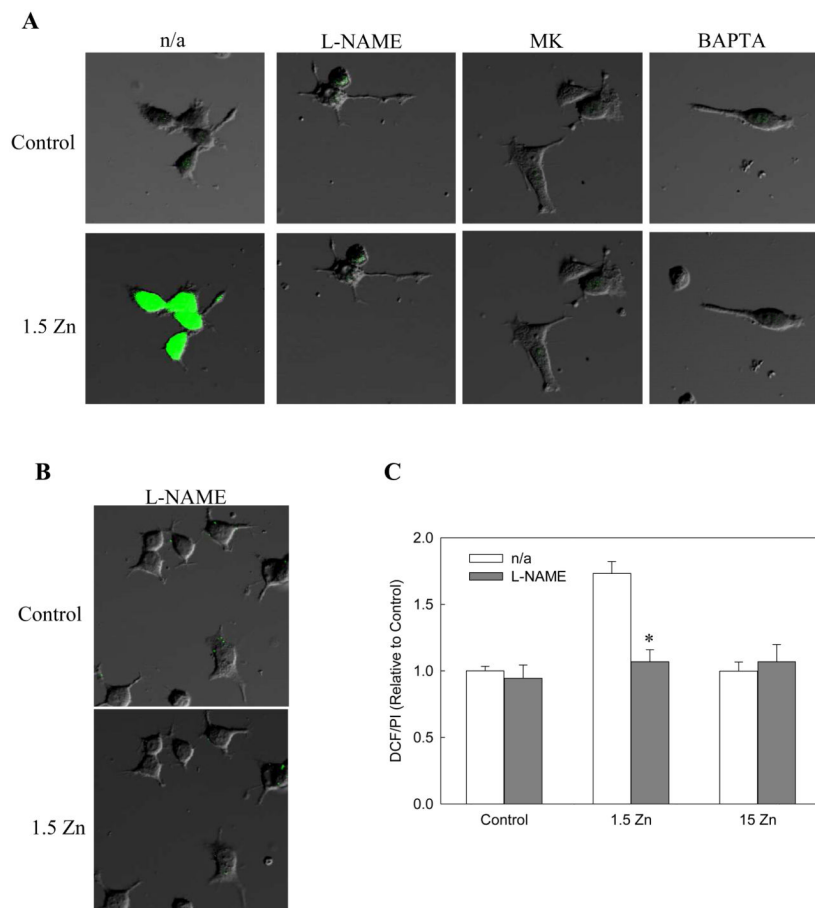 A
n/a L-NAME MK BAPTA
Control
1.5 Zn
B
L-NAME
Control
1.5 Zn
C
DCF/PI (Relative to Control)
2.0
1.5
1.0
0.5
0.0
n/a
L-NAME
*
Control 1.5 Zn 15 Zn